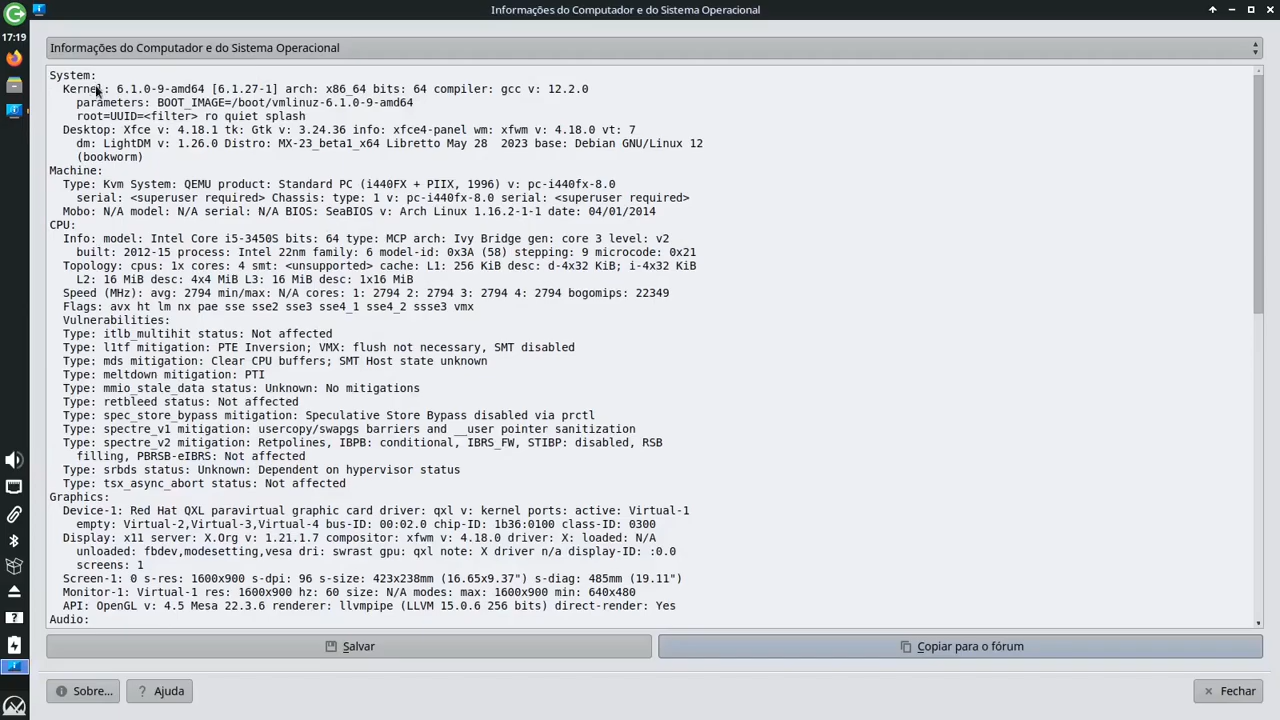 Informações do Computador e do Sistema Operacional
17:19
Informações do Computador e do Sistema Operacional
System:
Kernel: 6.1.0-9-amd64 [6.1.27-1] arch: x86_64 bits: 64 compiler: gcc v: 12.2.0
parameters: BOOT_IMAGE=/boot/vmlinuz-6.1.0-9-amd64
root=UUID=<filter> ro quiet splash
Desktop: Xfce v: 4.18.1 tk: Gtk v: 3.24.36 info: xfce4-panel wm: xfwm v: 4.18.0 vt: 7
dm: LightDM v: 1.26.0 Distro: MX-23_beta1_x64 Libretto May 28  2023 base: Debian GNU/Linux 12
(bookworm)
Machine:
Type: Kvm System: QEMU product: Standard PC (i440FX + PIIX, 1996) v: pc-i440fx-8.0
serial: <superuser required> Chassis: type: 1 v: pc-i440fx-8.0 serial: <superuser required>
Mobo: N/A model: N/A serial: N/A BIOS: SeaBIOS v: Arch Linux 1.16.2-1-1 date: 04/01/2014
CPU:
Info: model: Intel Core i5-3450S bits: 64 type: MCP arch: Ivy Bridge gen: core 3 level: v2
built: 2012-15 process: Intel 22nm family: 6 model-id: 0x3A (58) stepping: 9 microcode: 0x21
Topology: cpus: 1x cores: 4 smt: <unsupported> cache: L1: 256 KiB desc: d-4x32 KiB; i-4x32 KiB
L2: 16 MiB desc: 4x4 MiB L3: 16 MiB desc: 1x16 MiB
Speed (MHz): avg: 2794 min/max: N/A cores: 1: 2794 2: 2794 3: 2794 4: 2794 bogomips: 22349
Flags: avx ht lm nx pae sse sse2 sse3 sse4_1 sse4_2 ssse3 vmx
Vulnerabilities:
Type: itlb_multihit status: Not affected
Type: l1tf mitigation: PTE Inversion; VMX: flush not necessary, SMT disabled
Type: mds mitigation: Clear CPU buffers; SMT Host state unknown
Type: meltdown mitigation: PTI
Type: mmio_stale_data status: Unknown: No mitigations
Type: retbleed status: Not affected
Type: spec_store_bypass mitigation: Speculative Store Bypass disabled via prctl
Type: spectre_v1 mitigation: usercopy/swapgs barriers and __user pointer sanitization
Type: spectre_v2 mitigation: Retpolines, IBPB: conditional, IBRS_FW, STIBP: disabled, RSB
filling, PBRSB-eIBRS: Not affected
Type: srbds status: Unknown: Dependent on hypervisor status
Type: tsx_async_abort status: Not affected
Graphics:
Device-1: Red Hat QXL paravirtual graphic card driver: qxl v: kernel ports: active: Virtual-1
empty: Virtual-2,Virtual-3,Virtual-4 bus-ID: 00:02.0 chip-ID: 1b36:0100 class-ID: 0300
Display: x11 server: X.Org v: 1.21.1.7 compositor: xfwm v: 4.18.0 driver: X: loaded: N/A
unloaded: fbdev,modesetting,vesa dri: swrast gpu: qxl note: X driver n/a display-ID: :0.0
screens: 1
Screen-1: 0 s-res: 1600x900 s-dpi: 96 s-size: 423x238mm (16.65x9.37") s-diag: 485mm (19.11")
Monitor-1: Virtual-1 res: 1600x900 hz: 60 size: N/A modes: max: 1600x900 min: 640x480
API: OpenGL v: 4.5 Mesa 22.3.6 renderer: llvmpipe (LLVM 15.0.6 256 bits) direct-render: Yes
Audio:
Salvar
Copiar para o fórum
Sobre...
Ajuda
Fechar